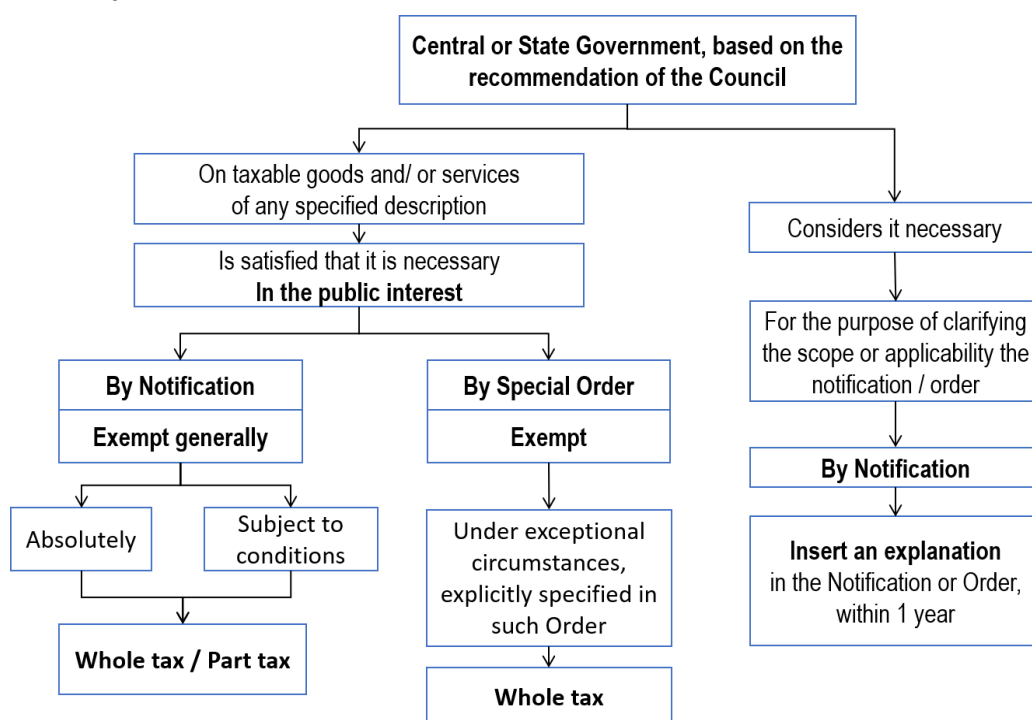 Central or State Government, based on the
recommendation of the Council
On taxable goods and/ or services
of any specified description
Is satisfied that it is necessary
In the public interest
By Notification
Exempt generally
Absolutely
Subject to
conditions
Whole tax / Part tax
By Special Order
Exempt
Under exceptional
circumstances,
explicitly specified in
such Order
Whole tax
Considers it necessary
For the purpose of clarifying
the scope or applicability the
notification / order
By Notification
Insert an explanation
in the Notification or Order,
within 1 year